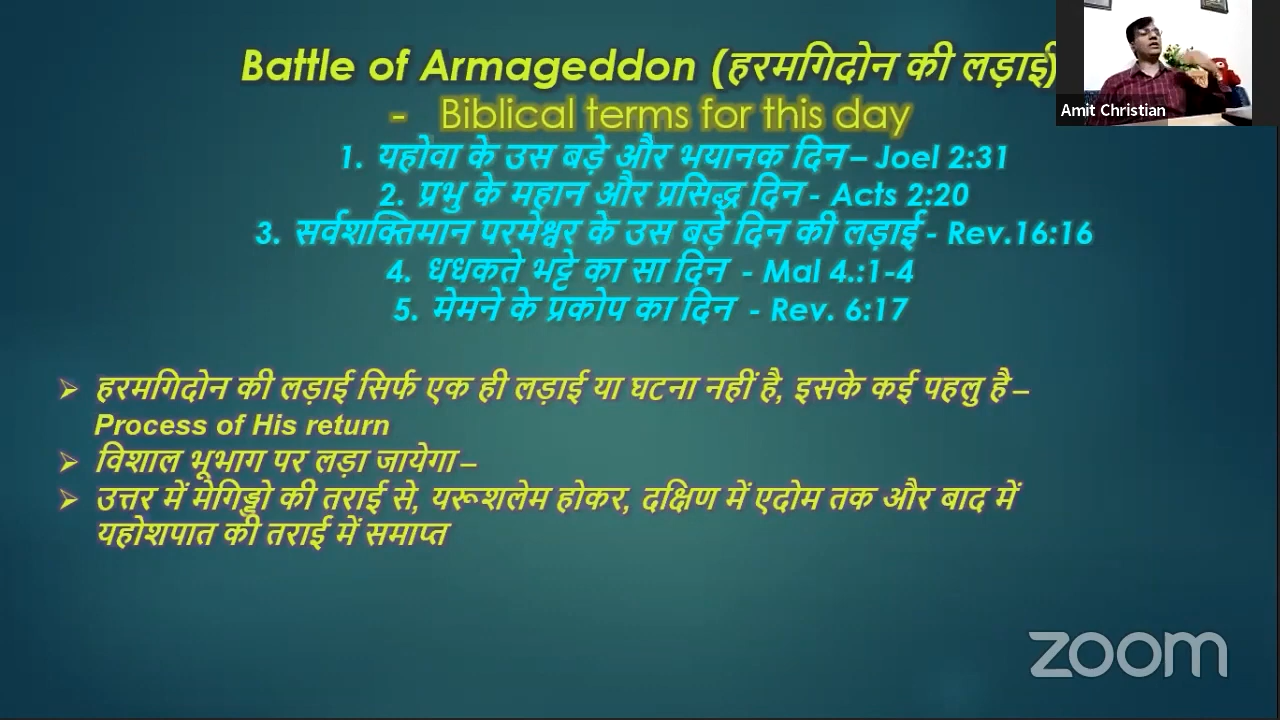 Battle of Armageddon (हरमगिदोन की लड़ाई)
- Biblical terms for this day
1. यहोवा के उस बड़े और भयानक दिन – Joel 2:31
2. प्रभु के महान और प्रसिद्ध दिन - Acts 2:20
3. सर्वशक्तिमान परमेश्वर के उस बड़े दिन की लड़ाई - Rev.16:16
4. धधकते भट्टे का सा दिन - Mal 4.:1-4
5. मेमने के प्रकोप का दिन - Rev. 6:17
➢ हरमगिदोन की लड़ाई सिर्फ एक ही लड़ाई या घटना नहीं है, इसके कई पहलु है –
Process of His return
➢ विशाल भूभाग पर लड़ा जायेगा –
➢ उत्तर में मेगिड्डो की तराई से, यरूशलेम होकर, दक्षिण में एदोम तक और बाद में
यहोशपात की तराई में समाप्त
Amit Christian
zoom